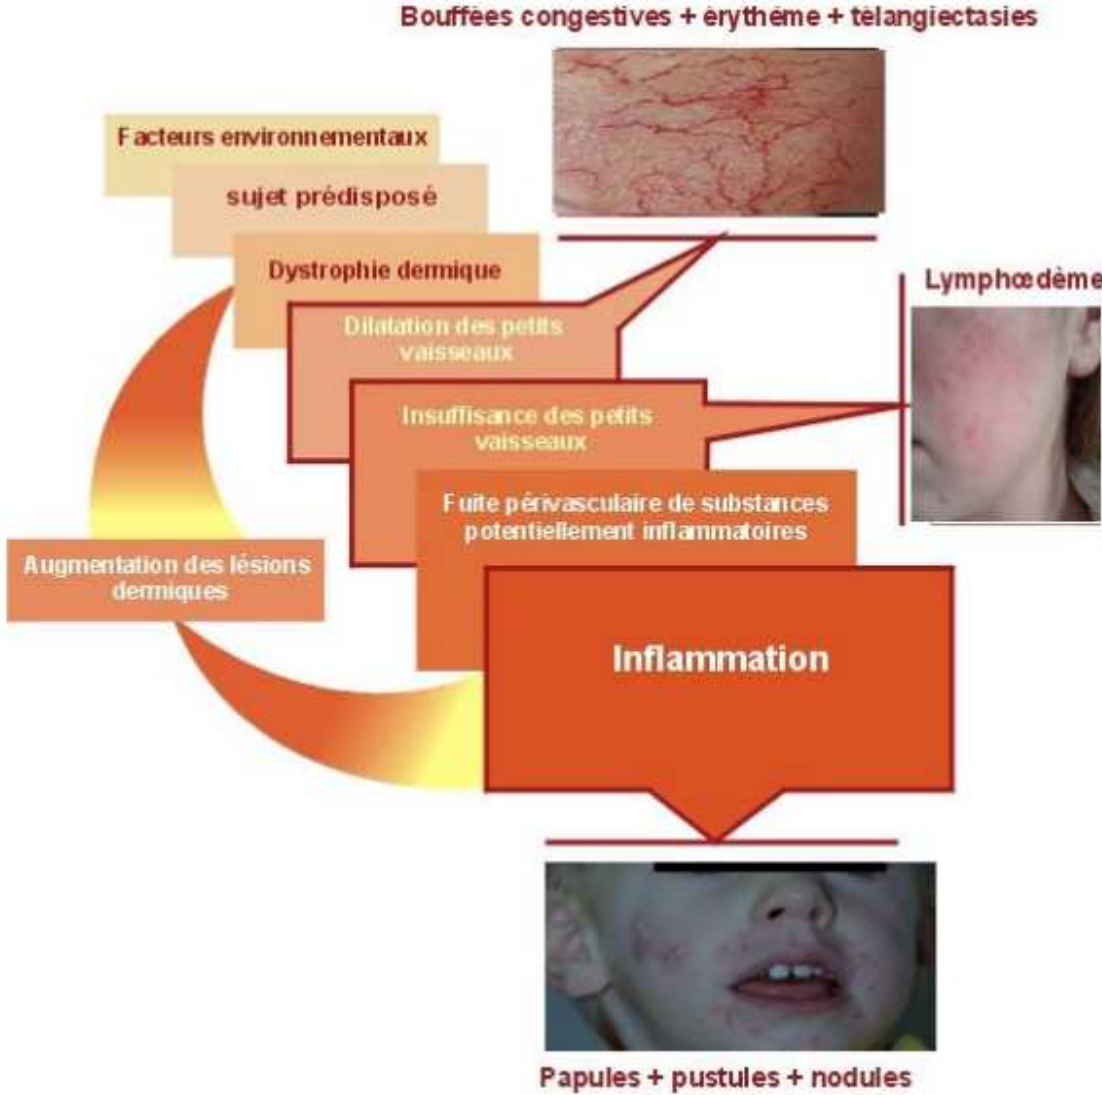 Bouffées congestives + érythème + télangiectasies
Facteurs environnementaux
sujet prédisposé
Dystrophie dermique
Lymphœdème
Dilatation des petits
vaisseaux
Insuffisance des petits
vaisseaux
Fuite périvasculaire de substances
potentiellement inflammatoires
Augmentation des lésions
dermiques
Inflammation
Papules + pustules + nodules